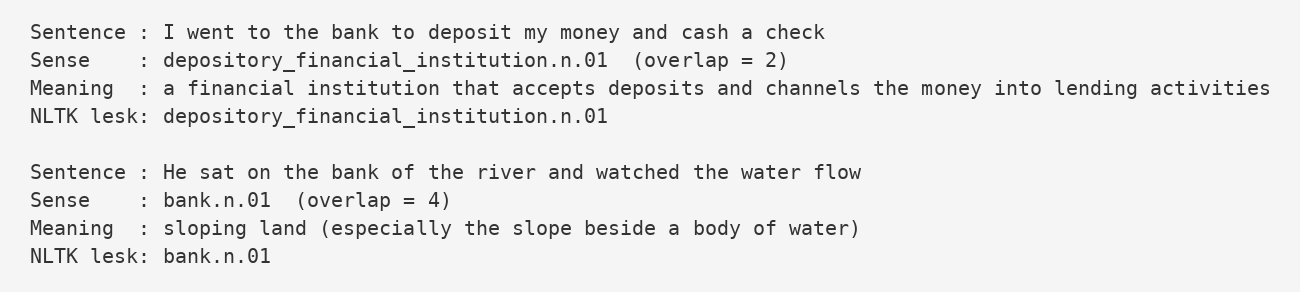 Sentence : I went to the bank to deposit my money and cash a check
Sense    : depository_financial_institution.n.01  (overlap = 2)
Meaning  : a financial institution that accepts deposits and channels the money into lending activities
NLTK lesk: depository_financial_institution.n.01

Sentence : He sat on the bank of the river and watched the water flow
Sense    : bank.n.01  (overlap = 4)
Meaning  : sloping land (especially the slope beside a body of water)
NLTK lesk: bank.n.01